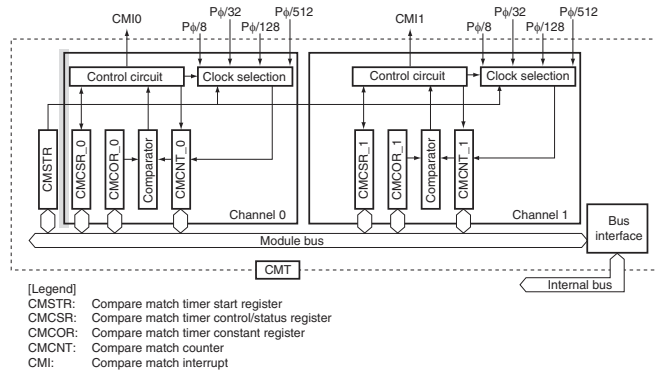 CMI0
Pϕ/8
Pϕ/32
Pϕ/128
Pϕ/512
CMI1
Pϕ/8
Pϕ/32
Pϕ/128
Pϕ/512
Control circuit
Clock selection
Control circuit
Clock selection
CMSTR
CMCSR_0
CMCOR_0
Comparator
CMCNT_0
CMCSR_1
CMCOR_1
Comparator
CMCNT_1
Channel 0
Channel 1
Module bus
Bus
interface
CMT
Internal bus
[Legend]
CMSTR: Compare match timer start register
CMCSR: Compare match timer control/status register
CMCOR: Compare match timer constant register
CMCNT: Compare match counter
CMI: Compare match interrupt